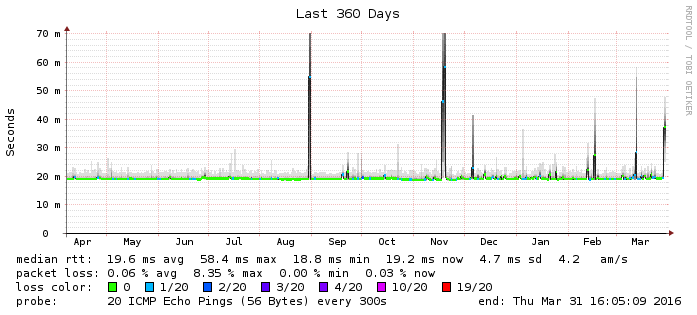 Last 360 Days
RRDTOOL / TOBI OETIKER
Seconds
70 m
60 m
50 m
40 m
30 m
20 m
10 m
0
Apr May Jun Jul Aug Sep Oct Nov Dec Jan Feb Mar
median rtt: 19.6 ms avg 58.4 ms max 18.8 ms min 19.2 ms now 4.7 ms sd 4.2 am/s
packet loss: 0.06 % avg 8.35 % max 0.00 % min 0.03 % now
loss color: 0 1/20 2/20 3/20 4/20 10/20 19/20
probe: 20 ICMP Echo Pings (56 Bytes) every 300s end: Thu Mar 31 16:05:09 2016